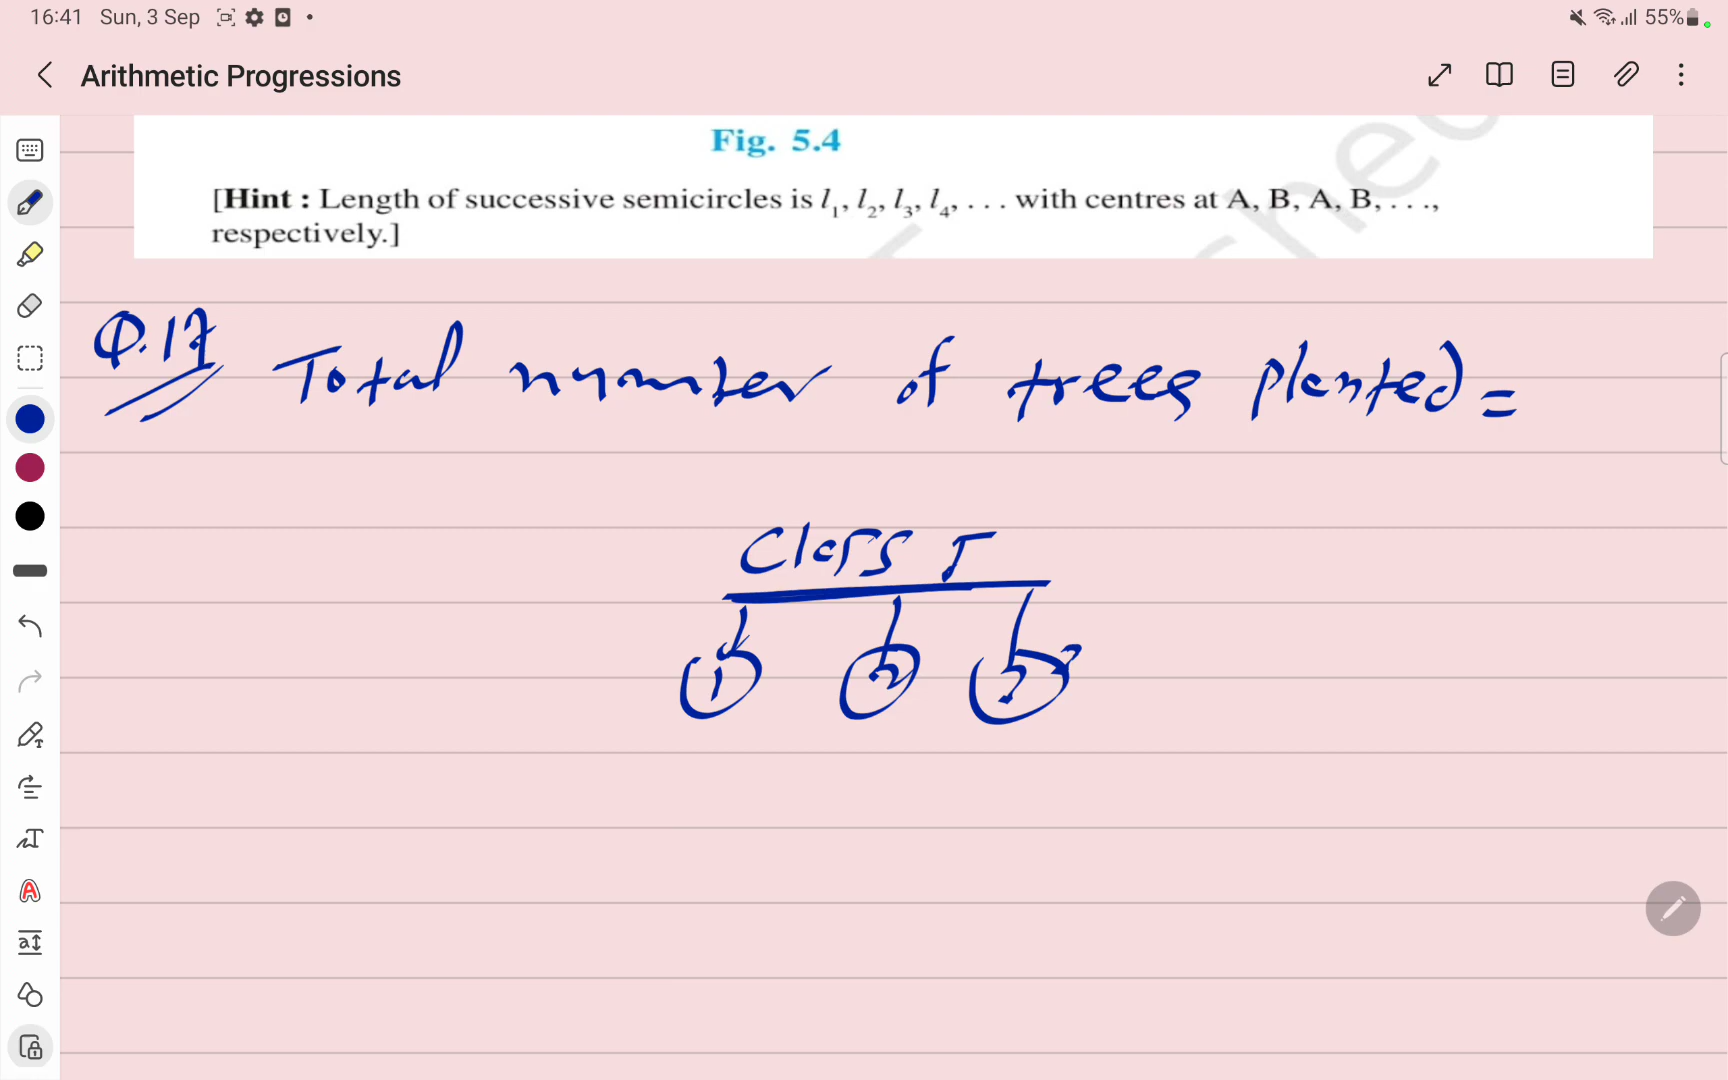 16:41 Sun, 3 Sep 55%
Arithmetic Progressions
Fig. 5.4
[Hint : Length of successive semicircles is l₁, l₂, l₃, l₄, . . . with centres at A, B, A, B, . . .,
respectively.]
Q.17 Total number of trees planted =
Class I
1 2 3